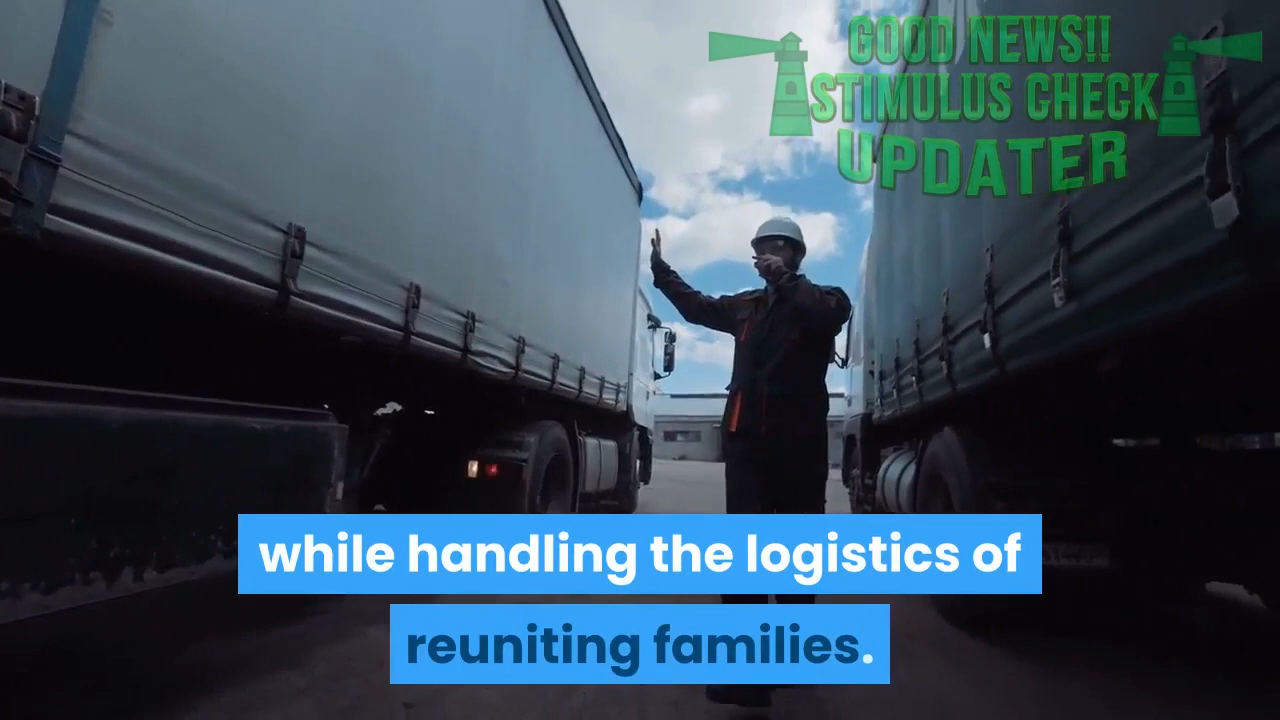 GOOD NEWS!!
STIMULUS CHECK
UPDATER
while handling the logistics of
reuniting families.